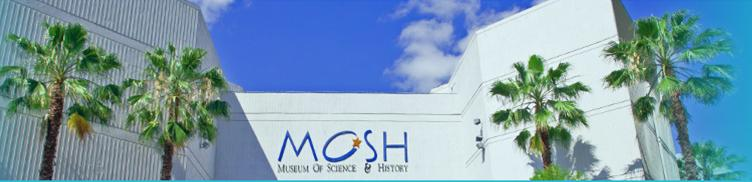 MOSH
MUSEUM OF SCIENCE & HISTORY